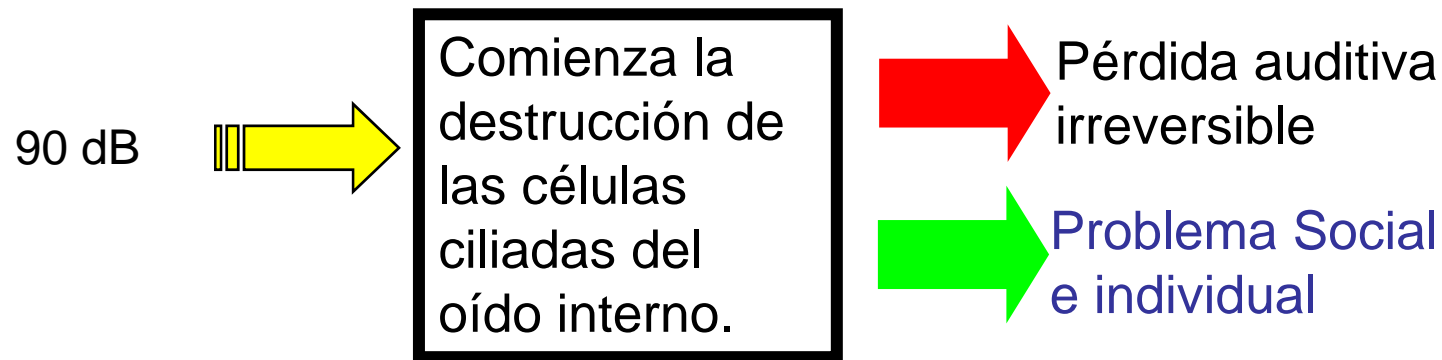 90 dB
Comienza la
destrucción de
las células
ciliadas del
oído interno.
Pérdida auditiva
irreversible
Problema Social
e individual